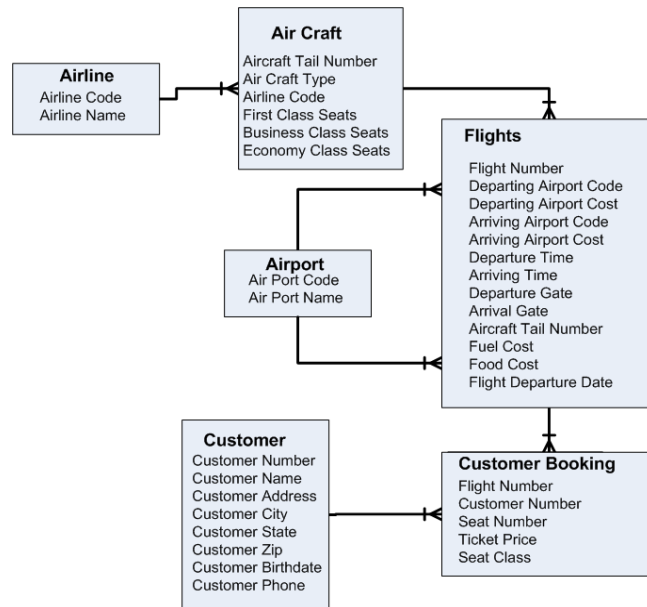 Air Craft
Aircraft Tail Number
Air Craft Type
Airline Code
First Class Seats
Business Class Seats
Economy Class Seats
Airline
Airline Code
Airline Name
Flights
Flight Number
Departing Airport Code
Departing Airport Cost
Arriving Airport Code
Arriving Airport Cost
Departure Time
Arriving Time
Departure Gate
Arrival Gate
Aircraft Tail Number
Fuel Cost
Food Cost
Flight Departure Date
Airport
Air Port Code
Air Port Name
Customer
Customer Number
Customer Name
Customer Address
Customer City
Customer State
Customer Zip
Customer Birthdate
Customer Phone
Customer Booking
Flight Number
Customer Number
Seat Number
Ticket Price
Seat Class